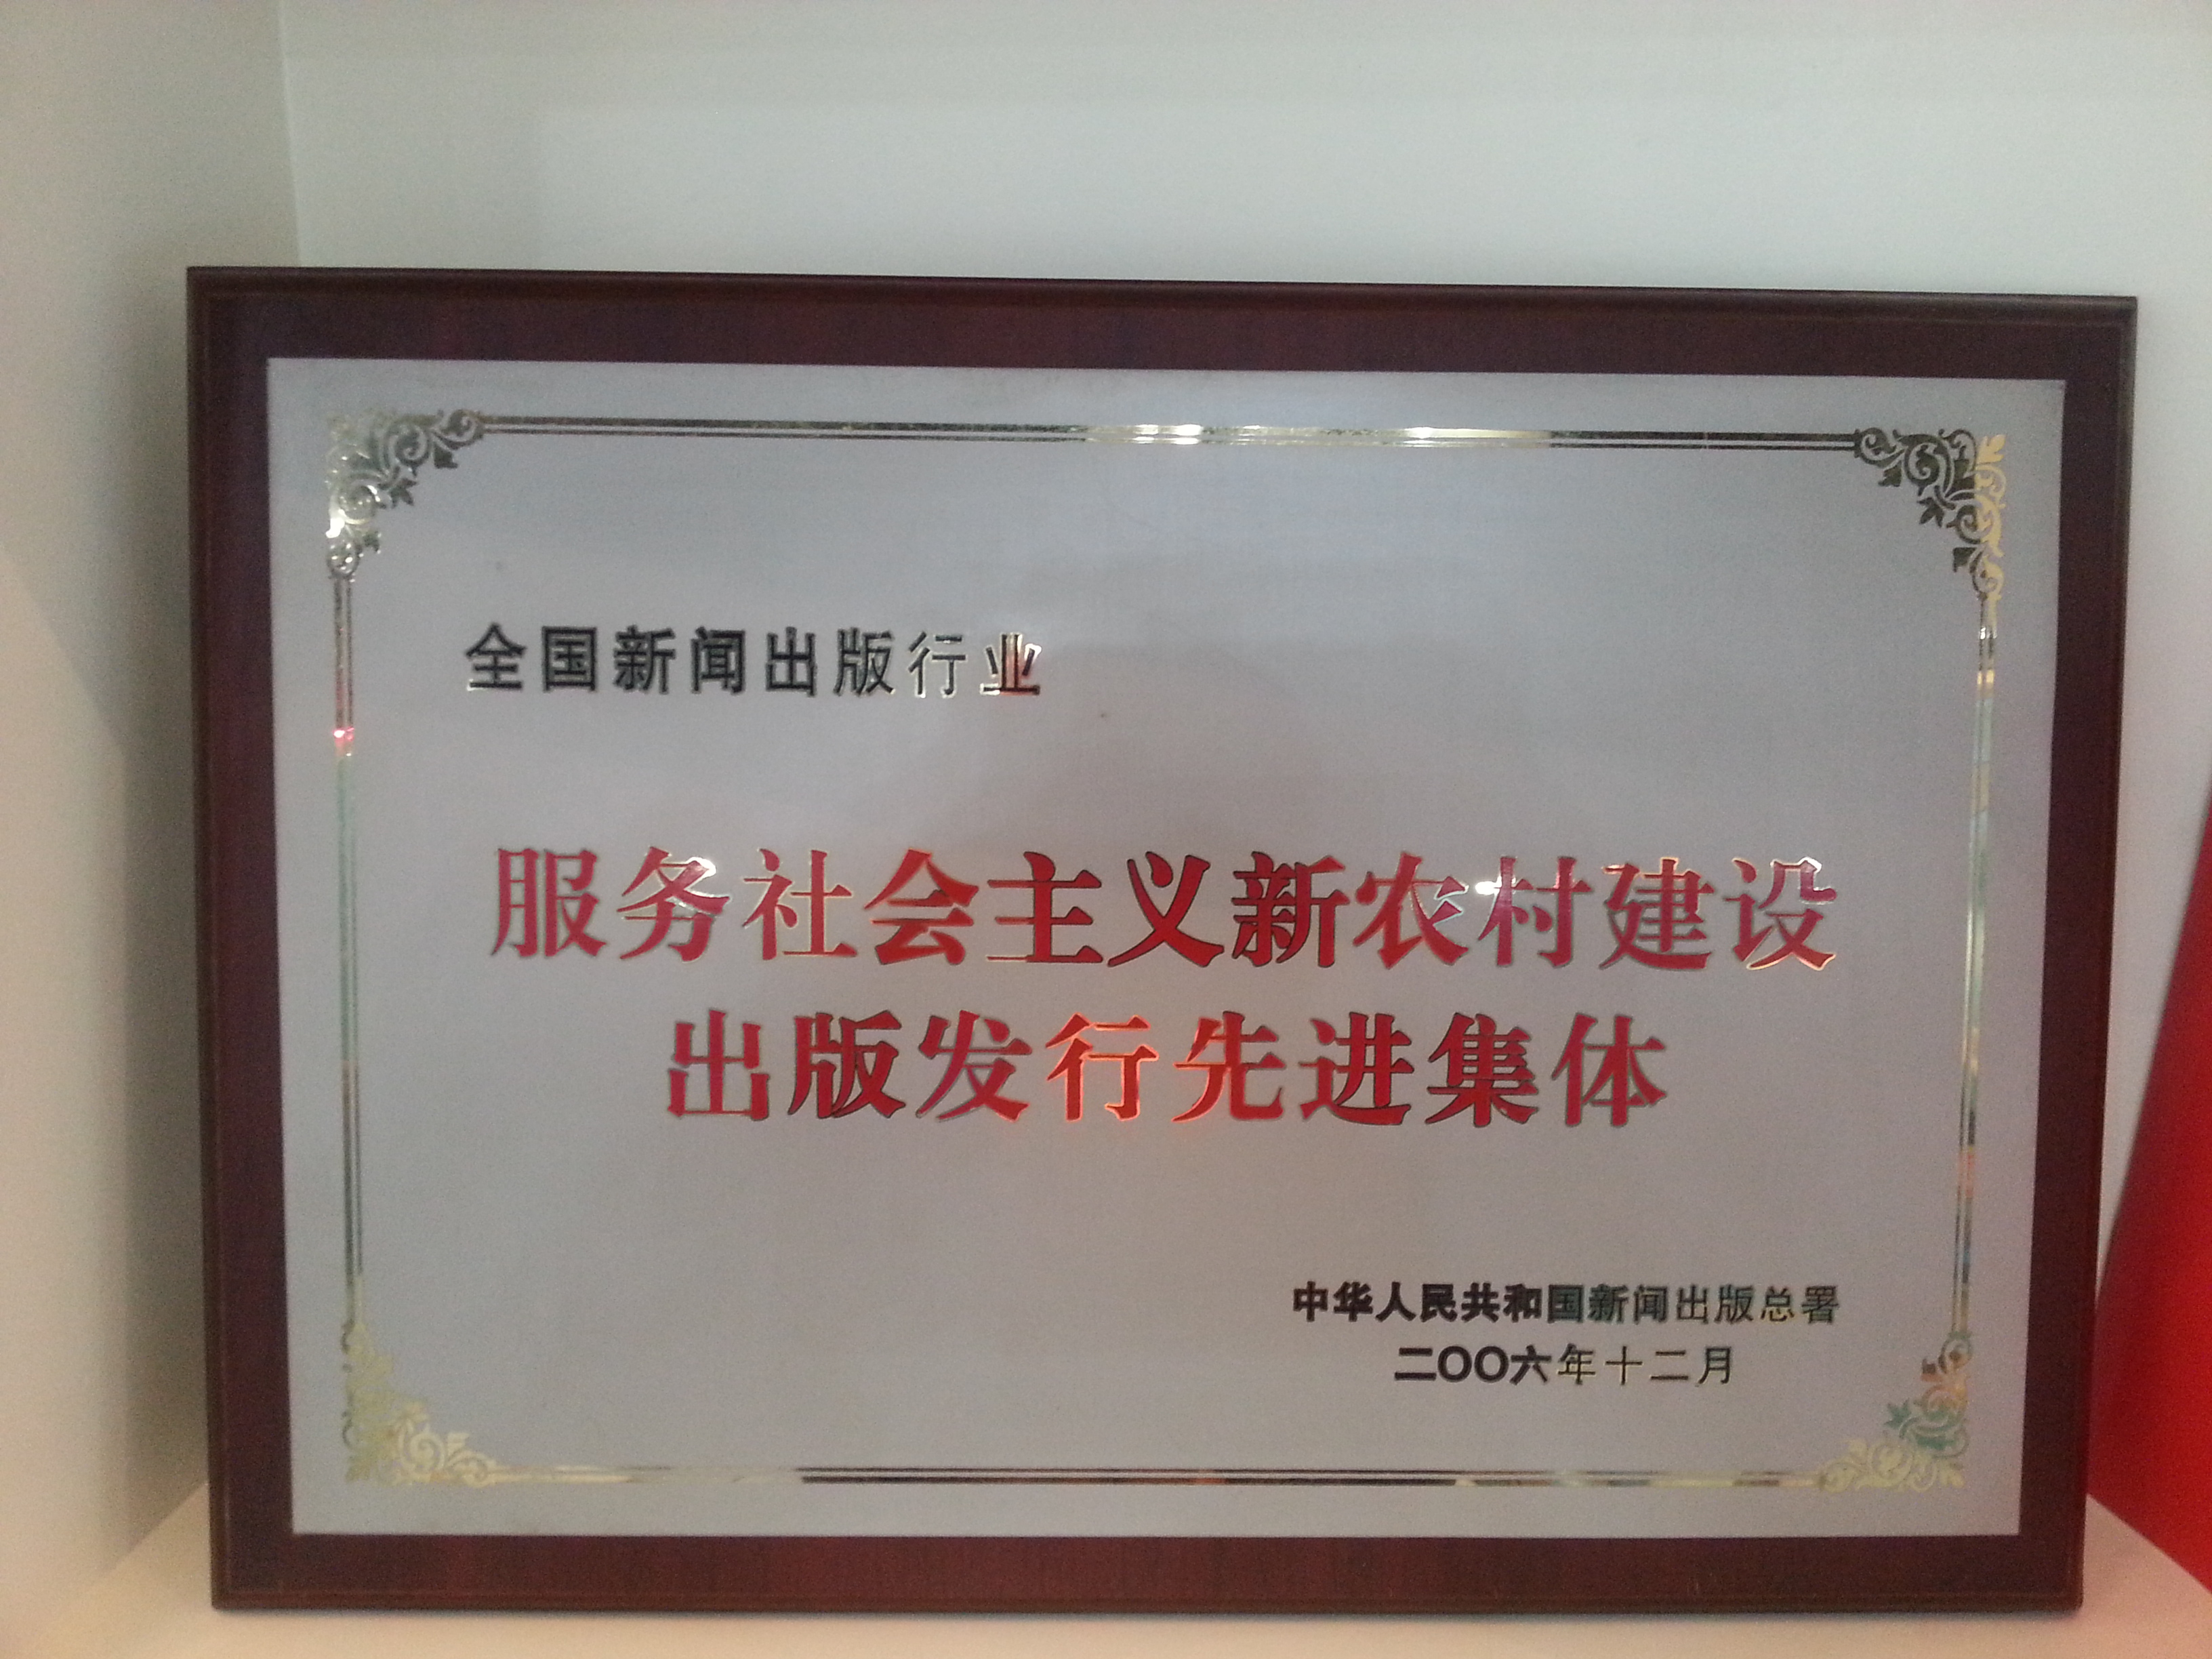 全国新闻出版行业
服务社会主义新农村建设
出版发行先进集体
中华人民共和国新闻出版总署
二〇〇六年十二月